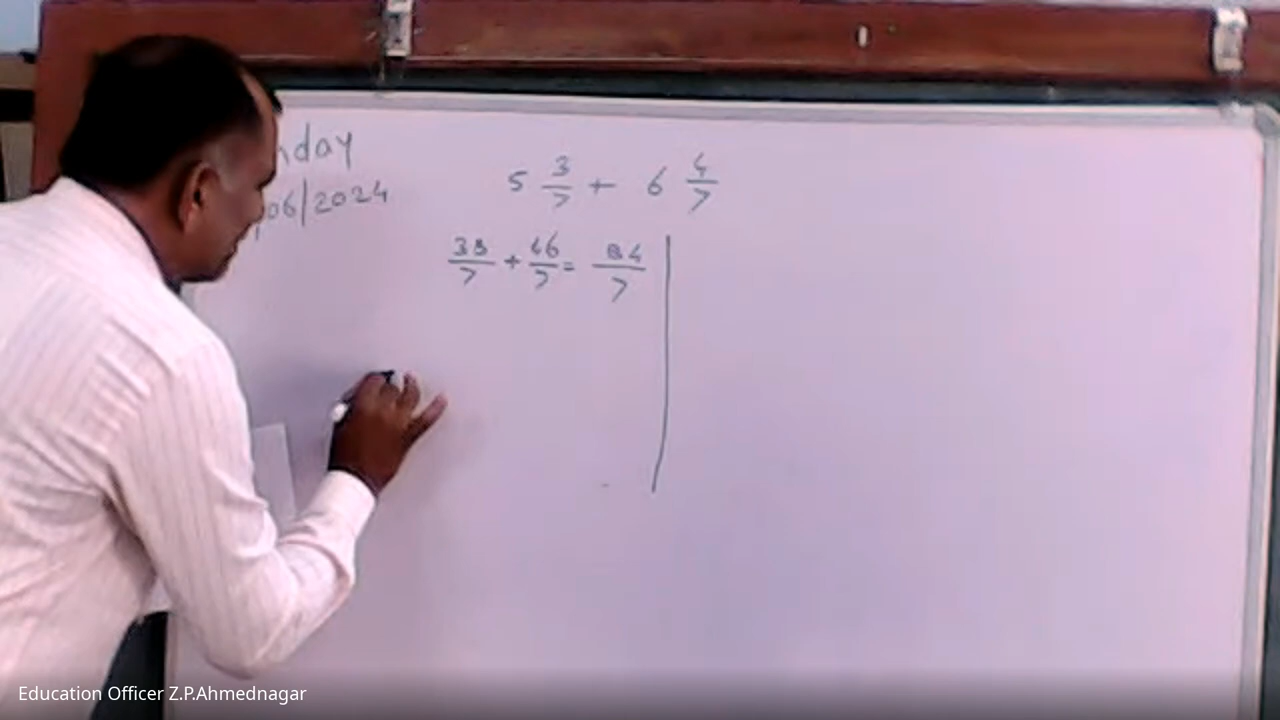 nday
06/2024
5 3/7 + 6 4/7
38/7 + 46/7 = 84/7
Education Officer Z.P.Ahmednagar